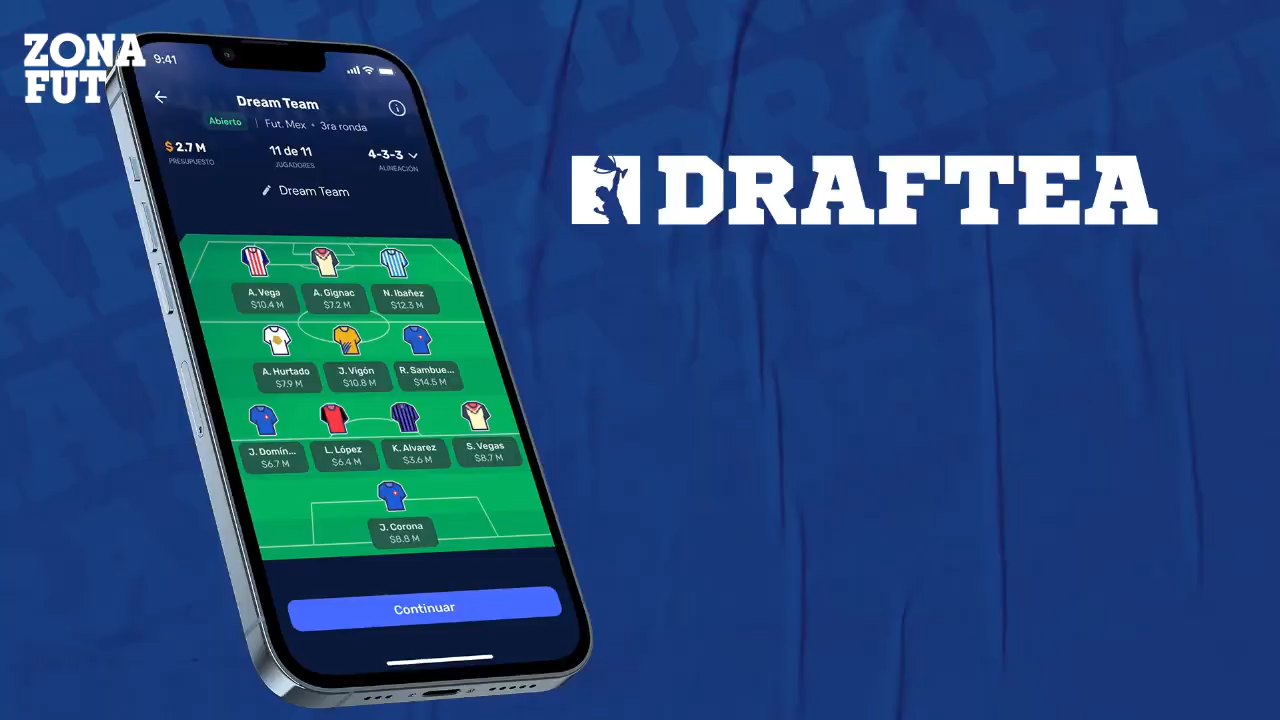 ZONA
FUT
9:41
Dream Team
Abierto | Fut. Mex • 3ra ronda
$ 2.7 M
PRESUPUESTO
11 de 11
JUGADORES
4-3-3
ALINEACIÓN
Dream Team
A. Vega
$10.4 M
A. Gignac
$7.2 M
N. Ibañez
$12.3 M
A. Hurtado
$7.9 M
J. Vigón
$10.8 M
R. Sambue...
$14.5 M
J. Domín...
$6.7 M
L. López
$6.4 M
K. Alvarez
$3.6 M
S. Vegas
$8.7 M
J. Corona
$8.8 M
Continuar
DRAFTEA